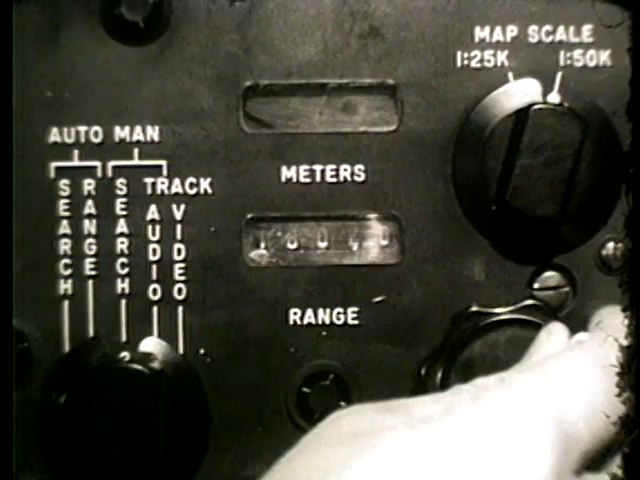 MAP SCALE
1:25K 1:50K
AUTO MAN
METERS
SEARCH
RANGE
SEARCH
TRACK
AUDIO
VIDEO
RANGE